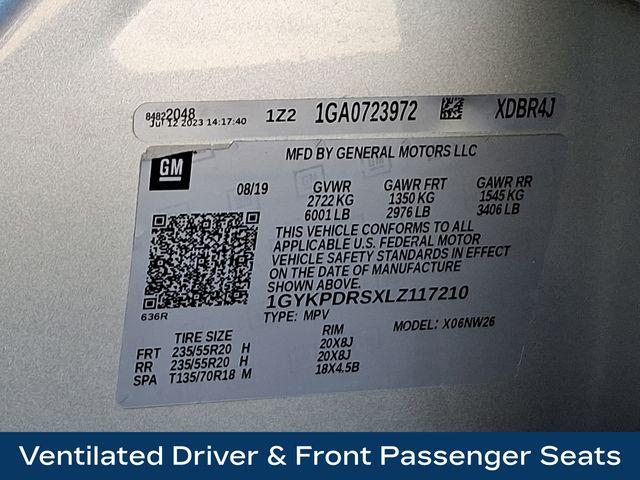 84822048
Jul 12 2023 14:17:40 1Z2 1GA0723972 XDBR4J
GM MFD BY GENERAL MOTORS LLC
08/19 GVWR GAWR FRT GAWR RR
2722 KG 1350 KG 1545 KG
6001 LB 2976 LB 3406 LB
THIS VEHICLE CONFORMS TO ALL
APPLICABLE U.S. FEDERAL MOTOR
VEHICLE SAFETY STANDARDS IN EFFECT
ON THE DATE OF MANUFACTURE
SHOWN ABOVE.
1GYKPDRSXLZ117210
636R
TYPE: MPV MODEL: X06NW26
TIRE SIZE RIM
FRT 235/55R20 H 20X8J
RR 235/55R20 H 20X8J
SPA T135/70R18 M 18X4.5B
Ventilated Driver & Front Passenger Seats